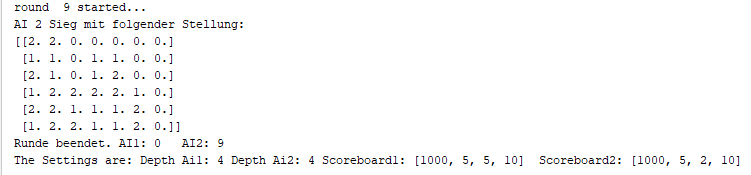 round  9 started...
AI 2 Sieg mit folgender Stellung:
[[2. 2. 0. 0. 0. 0. 0.]
 [1. 1. 0. 1. 1. 0. 0.]
 [2. 1. 0. 1. 2. 0. 0.]
 [1. 2. 2. 2. 2. 1. 0.]
 [2. 2. 1. 1. 1. 2. 0.]
 [1. 2. 2. 1. 1. 2. 0.]]
Runde beendet. AI1: 0   AI2: 9
The Settings are: Depth Ai1: 4 Depth Ai2: 4 Scoreboard1: [1000, 5, 5, 10]  Scoreboard2: [1000, 5, 2, 10]